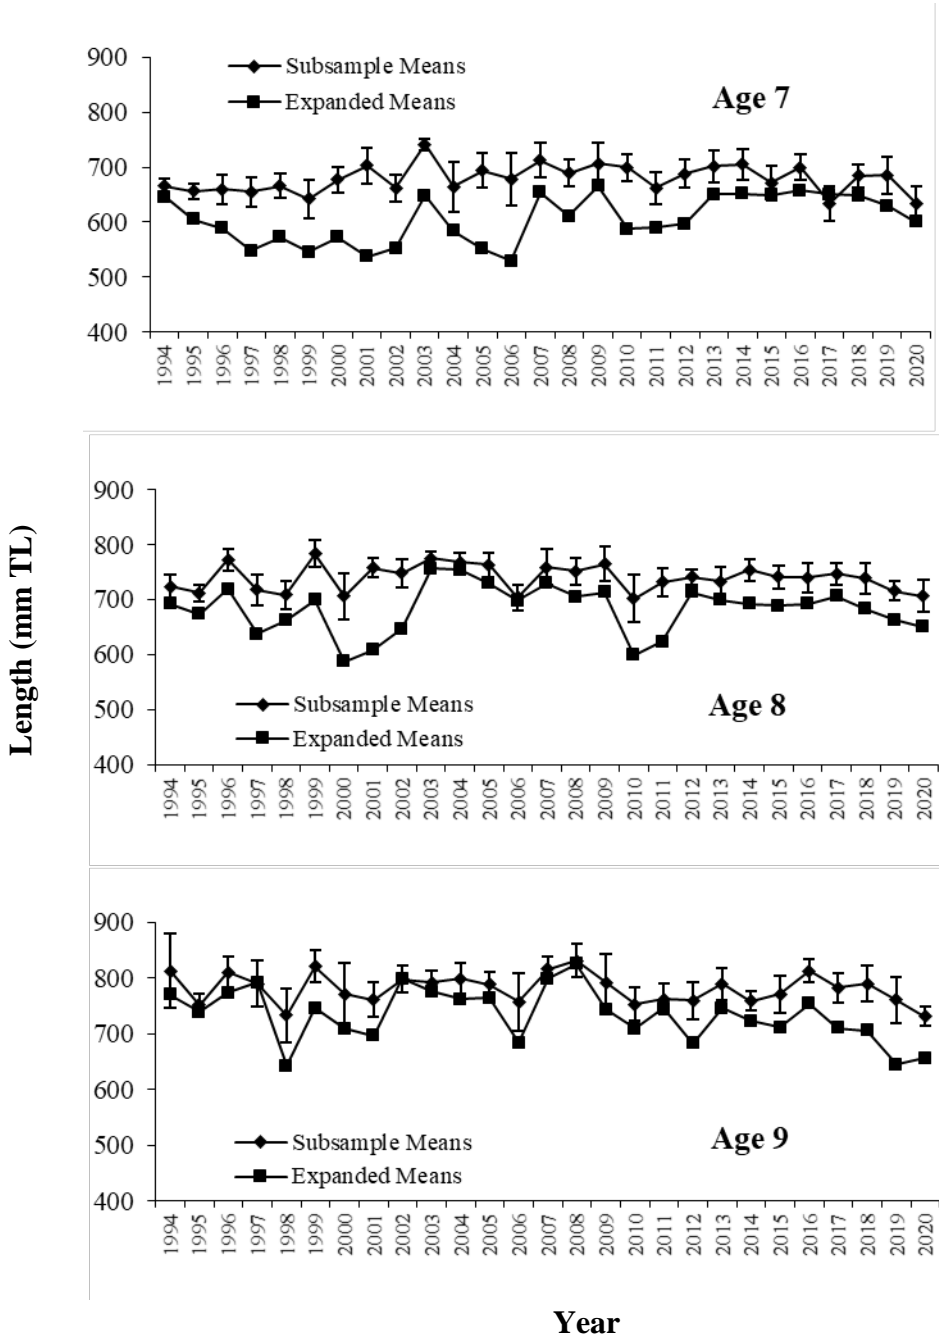 900
800
700
600
500
400
Subsample Means
Expanded Means
Age 7
1994 1995 1996 1997 1998 1999 2000 2001 2002 2003 2004 2005 2006 2007 2008 2009 2010 2011 2012 2013 2014 2015 2016 2017 2018 2019 2020
Length (mm TL)
900
800
700
600
500
400
Subsample Means
Expanded Means
Age 8
1994 1995 1996 1997 1998 1999 2000 2001 2002 2003 2004 2005 2006 2007 2008 2009 2010 2011 2012 2013 2014 2015 2016 2017 2018 2019 2020
900
800
700
600
500
400
Subsample Means
Expanded Means
Age 9
1994 1995 1996 1997 1998 1999 2000 2001 2002 2003 2004 2005 2006 2007 2008 2009 2010 2011 2012 2013 2014 2015 2016 2017 2018 2019 2020
Year